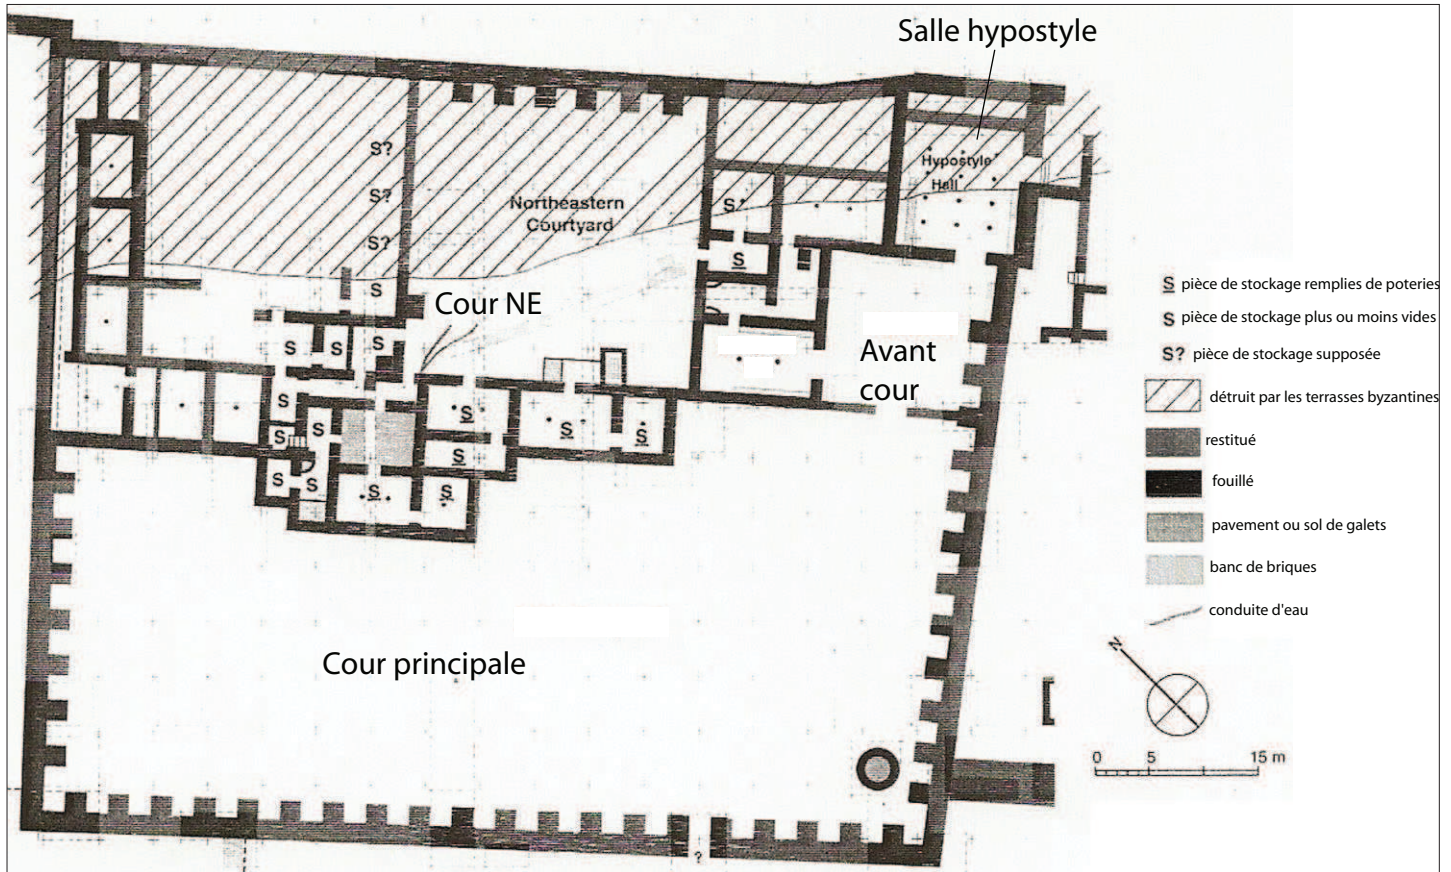 Salle hypostyle
Hypostyle
Hall
S?
S?
S?
Northeastern
Courtyard
S
S
S
Cour NE
S
S
S
Avant
cour
S
S
S
S
S
S
S
S
S
S
S
S
Cour principale
?
S pièce de stockage remplies de poteries
S pièce de stockage plus ou moins vides
S? pièce de stockage supposée
détruit par les terrasses byzantines
restitué
fouillé
pavement ou sol de galets
banc de briques
conduite d'eau
N
0 5 15 m